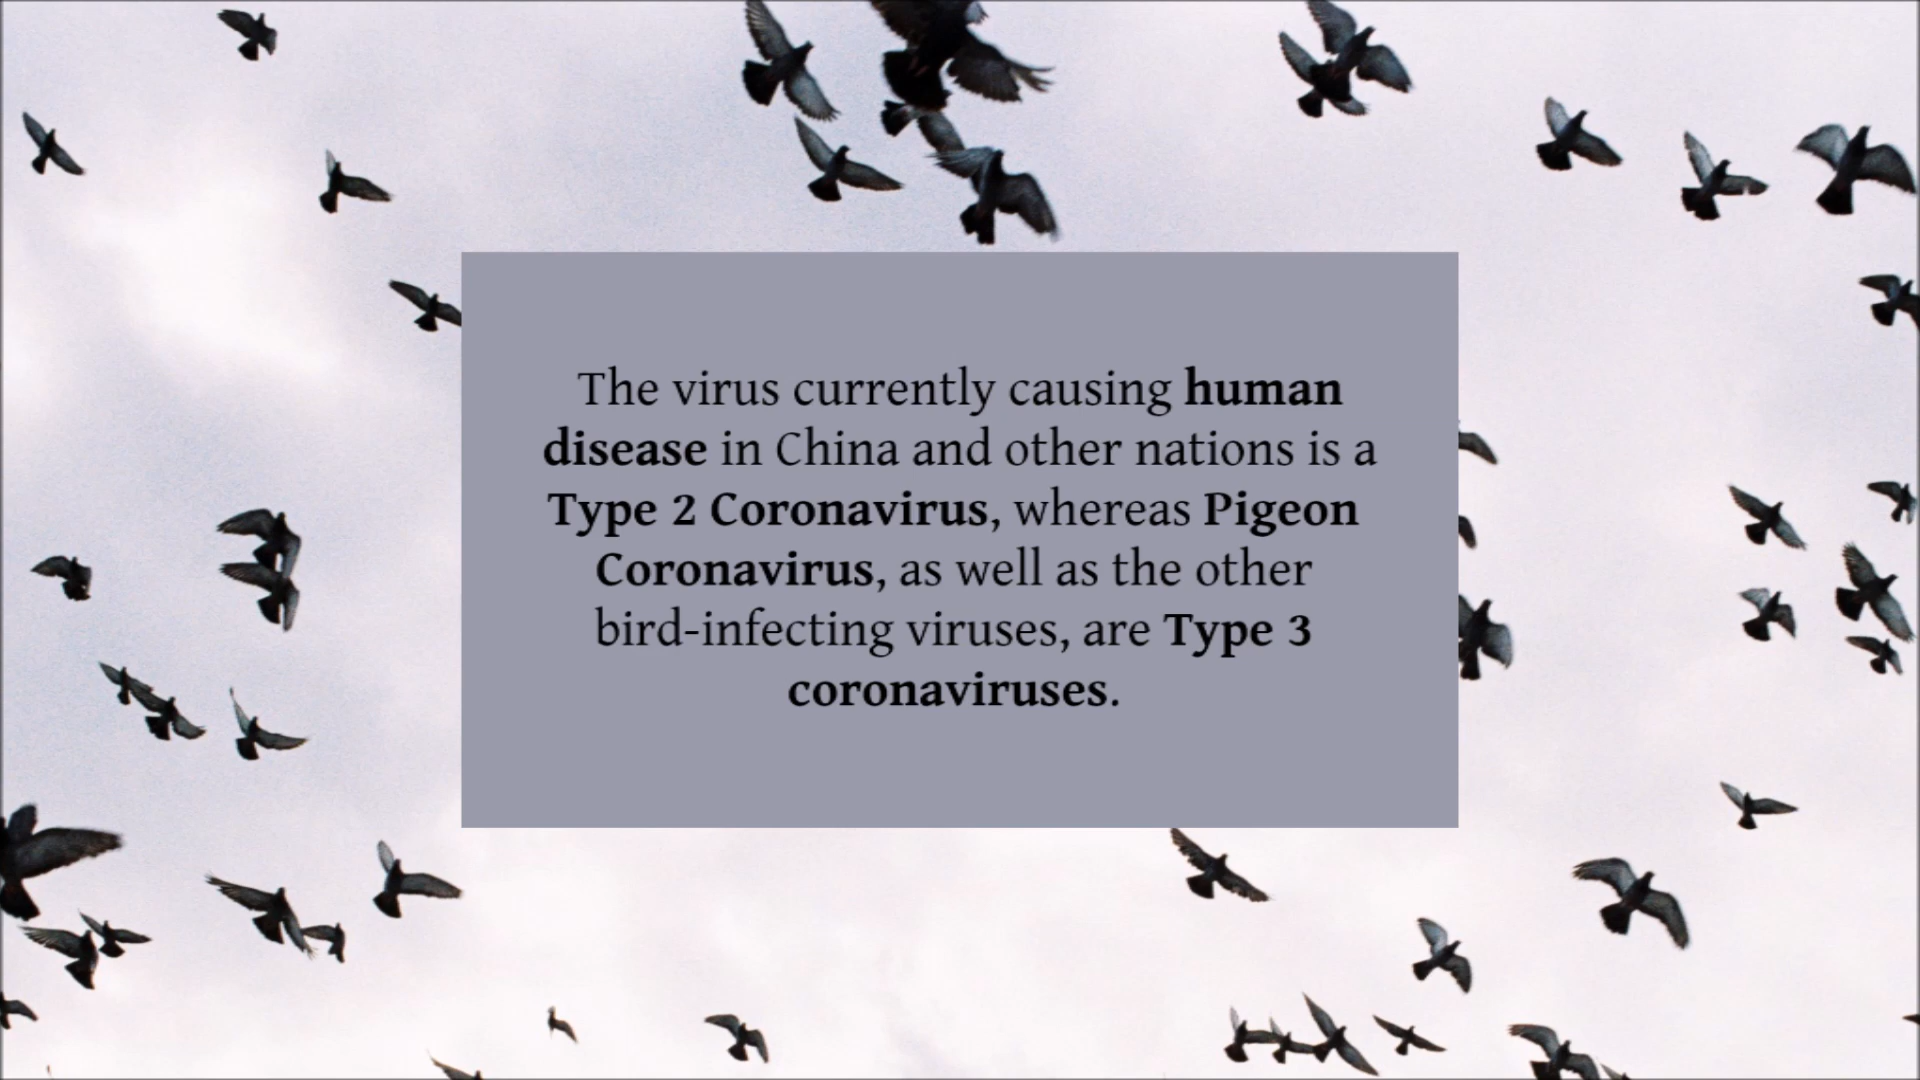 The virus currently causing human
disease in China and other nations is a
Type 2 Coronavirus, whereas Pigeon
Coronavirus, as well as the other
bird-infecting viruses, are Type 3
coronaviruses.